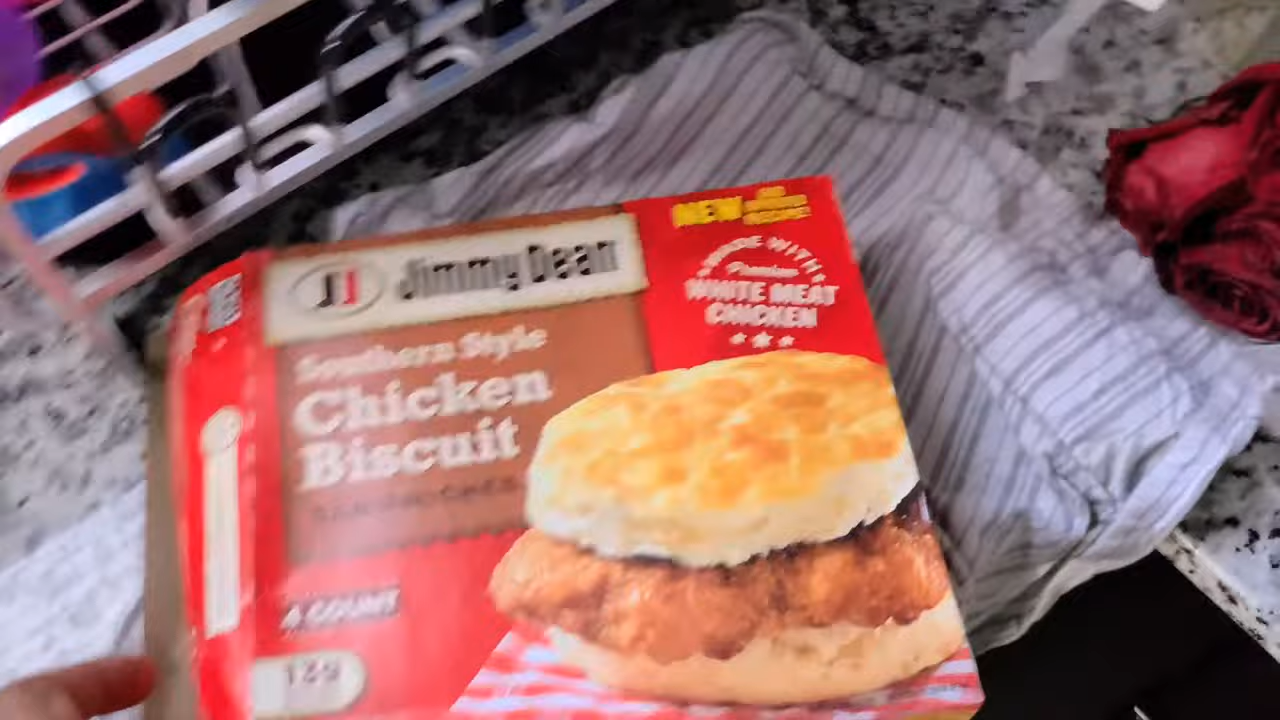 Jimmy Dean
Southern Style
Chicken
Biscuit
4 COUNT
NEW
MADE WITH
Premium
WHITE MEAT
CHICKEN